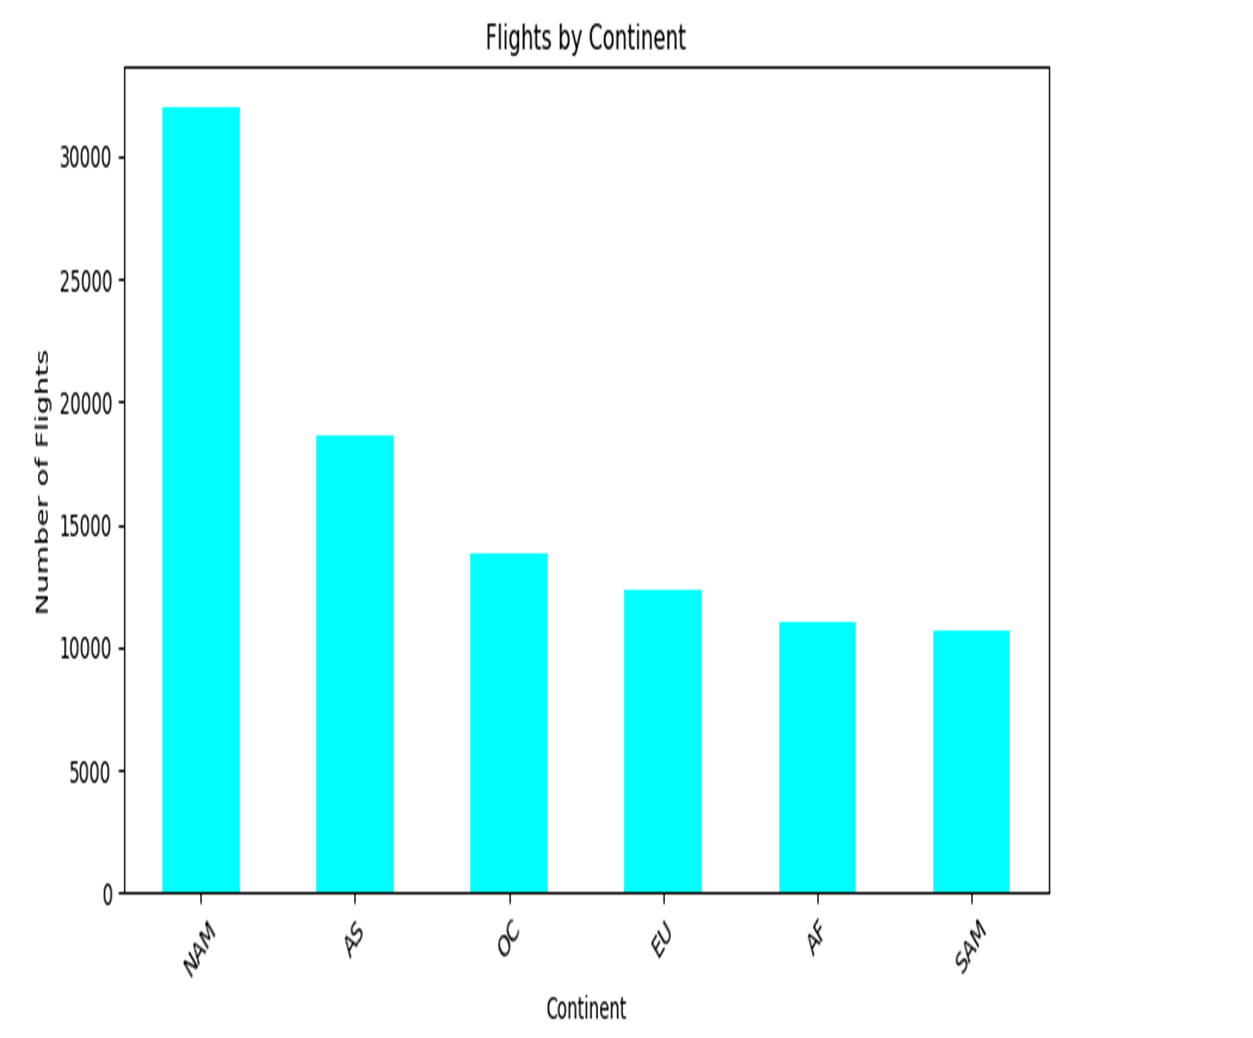 Flights by Continent
30000
25000
20000
15000
10000
5000
0
Number of Flights
NAM
AS
OC
EU
AF
SAM
Continent